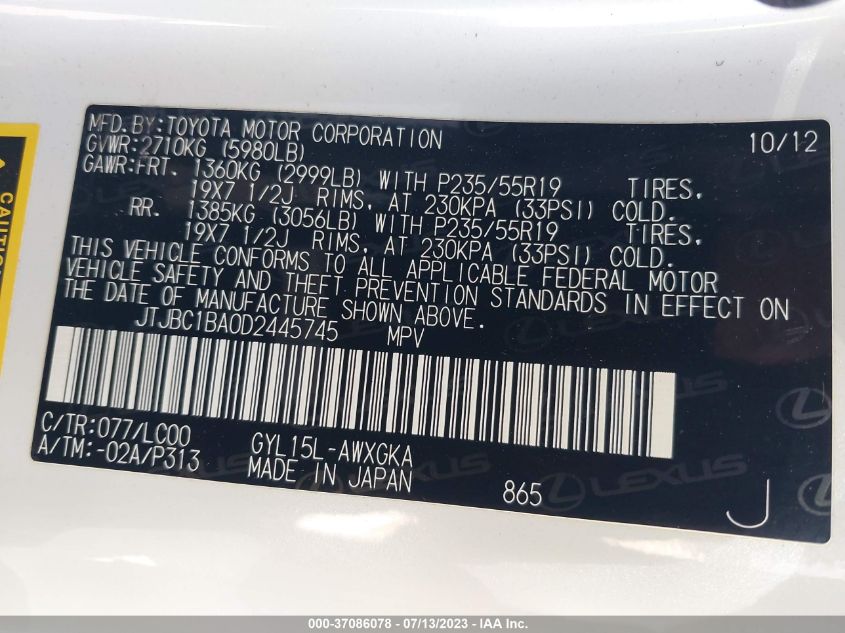 MFD.BY:TOYOTA MOTOR CORPORATION 10/12
GVWR:2710KG (5980LB)
GAWR:FRT. 1360KG (2999LB) WITH P235/55R19 TIRES,
19X7 1/2J RIMS, AT 230KPA (33PSI) COLD.
RR. 1385KG (3056LB) WITH P235/55R19 TIRES,
19X7 1/2J RIMS, AT 230KPA (33PSI) COLD.
THIS VEHICLE CONFORMS TO ALL APPLICABLE FEDERAL MOTOR
VEHICLE SAFETY AND THEFT PREVENTION STANDARDS IN EFFECT ON
THE DATE OF MANUFACTURE SHOWN ABOVE.
JTJBC1BA0D2445745 MPV
C/TR:077/LC00 GYL15L-AWXGKA
A/TM:-02A/P313 MADE IN JAPAN
865
J
LEXUS
LEXUS
000-37086078 - 07/13/2023 - IAA Inc.